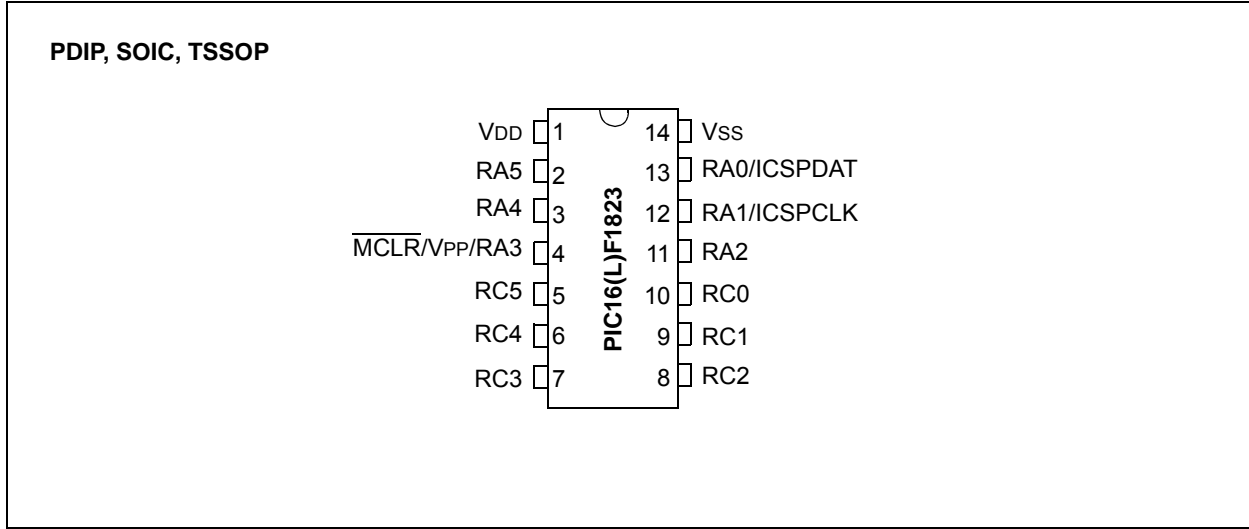 PDIP, SOIC, TSSOP
VDD 1 14 VSS
RA5 2 13 RA0/ICSPDAT
RA4 3 12 RA1/ICSPCLK
MCLR/VPP/RA3 4 11 RA2
RC5 5 10 RC0
RC4 6 9 RC1
RC3 7 8 RC2
PIC16(L)F1823